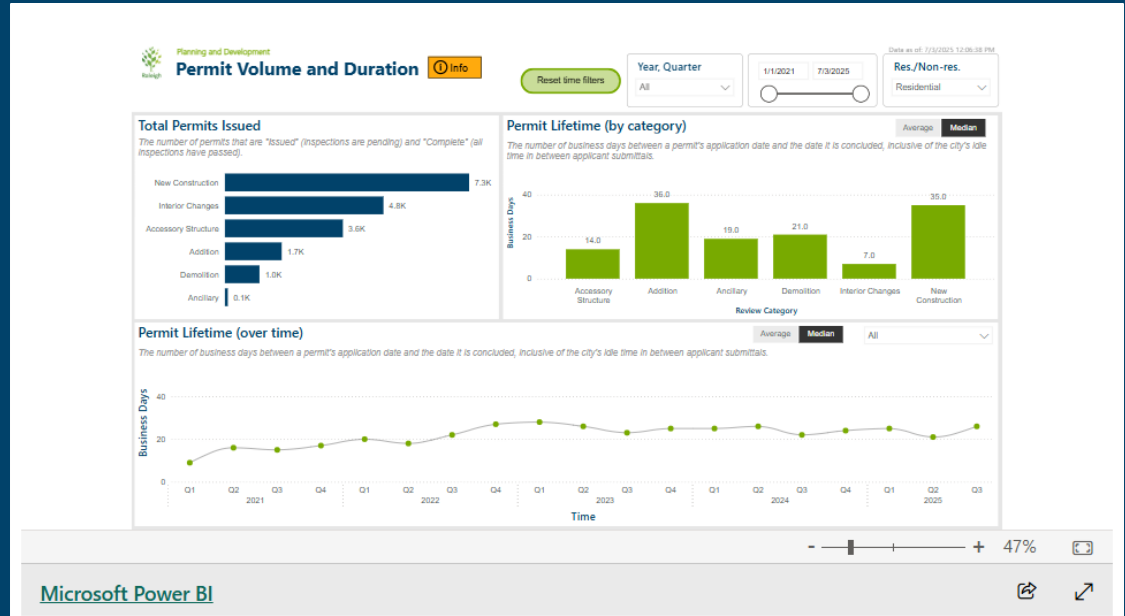 Raleigh
Planning and Development
Permit Volume and Duration
Info
Reset time filters
Year, Quarter
All
1/1/2021 7/3/2025
Data as of: 7/3/2025 12:06:38 PM
Res./Non-res.
Residential
Total Permits Issued
The number of permits that are "Issued" (inspections are pending) and "Complete" (all
inspections have passed).
New Construction 7.3K
Interior Changes 4.8K
Accessory Structure 3.6K
Addition 1.7K
Demolition 1.0K
Ancillary 0.1K
Permit Lifetime (by category)
Average Median
The number of business days between a permit's application date and the date it is concluded, inclusive of the city's idle
time in between applicant submittals.
Business Days
40
20
0
14.0 36.0 19.0 21.0 7.0 35.0
Accessory Addition Ancillary Demolition Interior Changes New
Structure Construction
Review Category
Permit Lifetime (over time)
Average Median All
The number of business days between a permit's application date and the date it is concluded, inclusive of the city's idle time in between applicant submittals.
Business Days
40
20
0
Q1 Q2 Q3 Q4 Q1 Q2 Q3 Q4 Q1 Q2 Q3 Q4 Q1 Q2 Q3 Q4 Q1 Q2 Q3
2021 2022 2023 2024 2025
Time
- + 47%
Microsoft Power BI